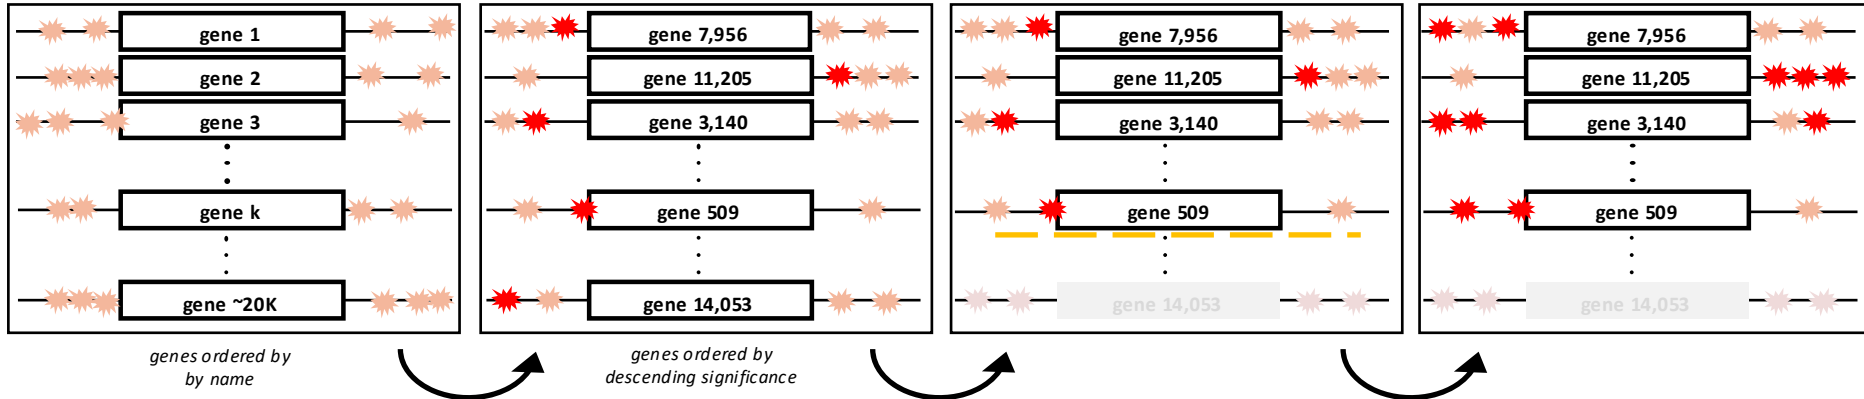 gene 1
gene 2
gene 3
gene k
gene ~20K
genes ordered by
by name
gene 7,956
gene 11,205
gene 3,140
gene 509
gene 14,053
genes ordered by
descending significance
gene 7,956
gene 11,205
gene 3,140
gene 509
gene 14,053
gene 7,956
gene 11,205
gene 3,140
gene 509
gene 14,053